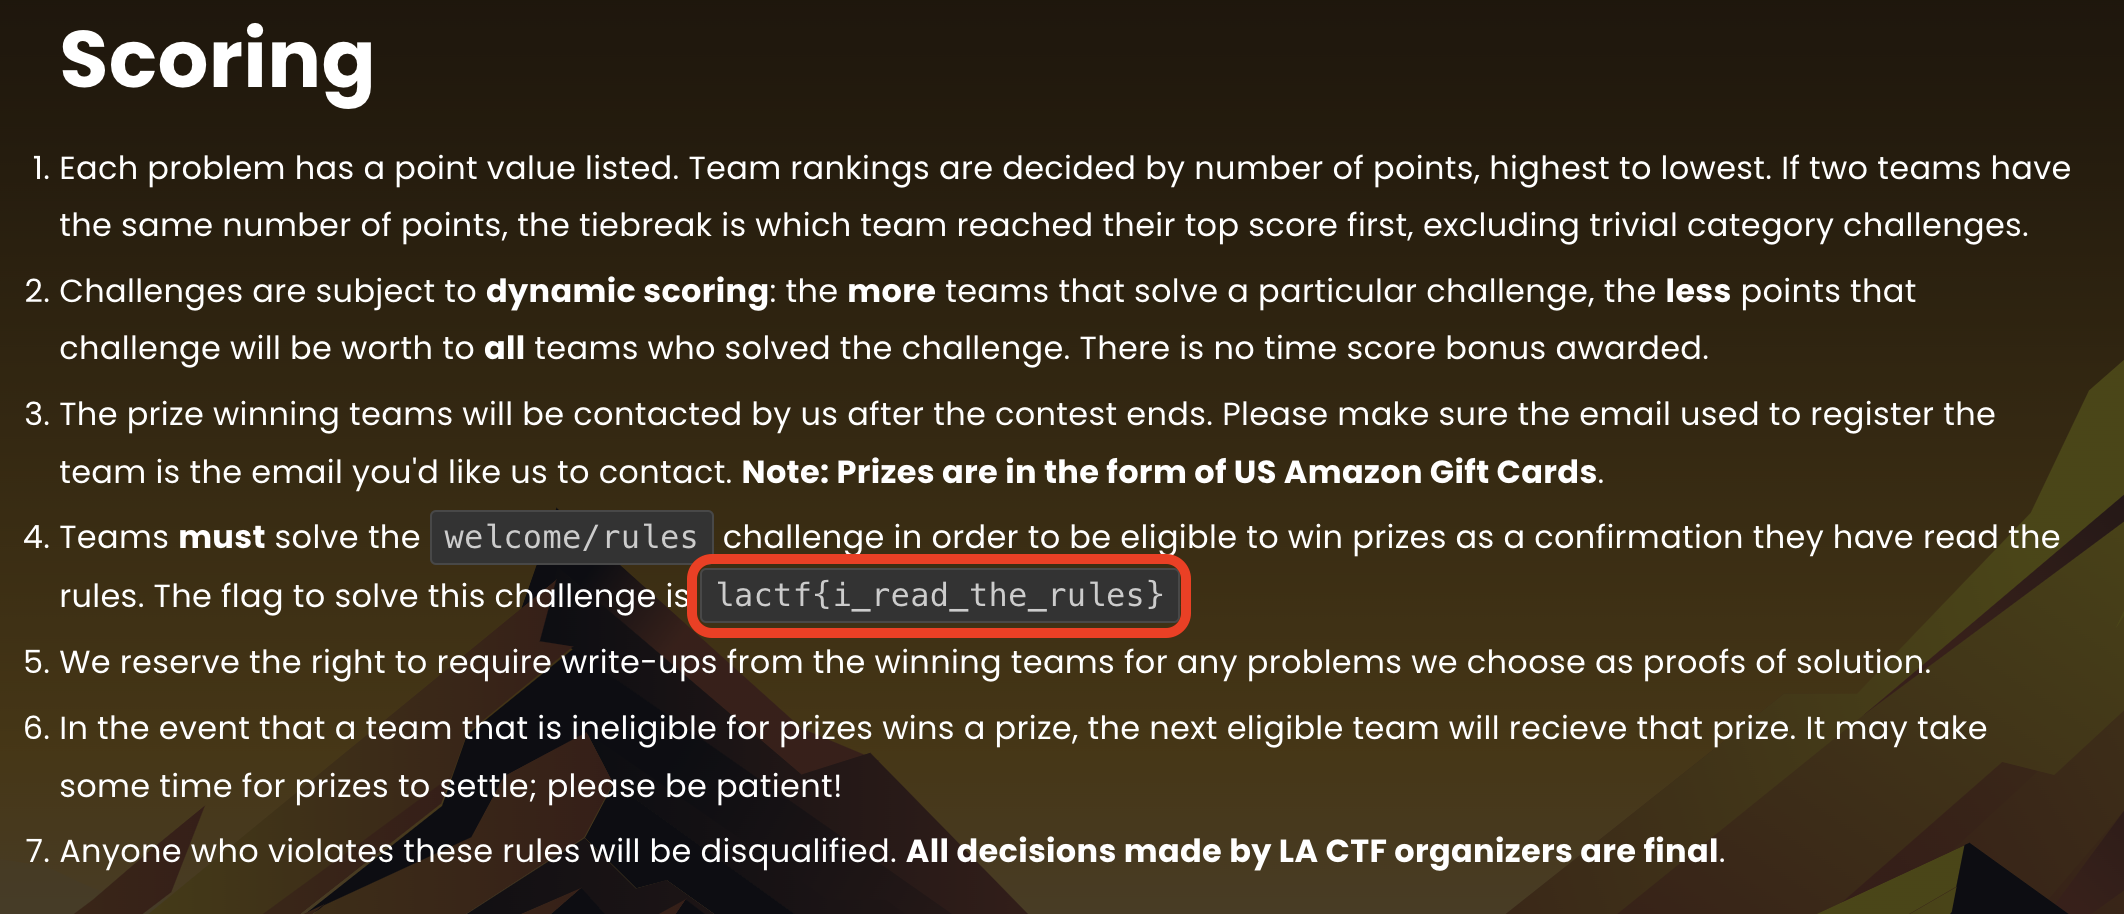 Scoring
1. Each problem has a point value listed. Team rankings are decided by number of points, highest to lowest. If two teams have
the same number of points, the tiebreak is which team reached their top score first, excluding trivial category challenges.
2. Challenges are subject to dynamic scoring: the more teams that solve a particular challenge, the less points that
challenge will be worth to all teams who solved the challenge. There is no time score bonus awarded.
3. The prize winning teams will be contacted by us after the contest ends. Please make sure the email used to register the
team is the email you'd like us to contact. Note: Prizes are in the form of US Amazon Gift Cards.
4. Teams must solve the welcome/rules challenge in order to be eligible to win prizes as a confirmation they have read the
rules. The flag to solve this challenge is lactf{i_read_the_rules}
5. We reserve the right to require write-ups from the winning teams for any problems we choose as proofs of solution.
6. In the event that a team that is ineligible for prizes wins a prize, the next eligible team will recieve that prize. It may take
some time for prizes to settle; please be patient!
7. Anyone who violates these rules will be disqualified. All decisions made by LA CTF organizers are final.